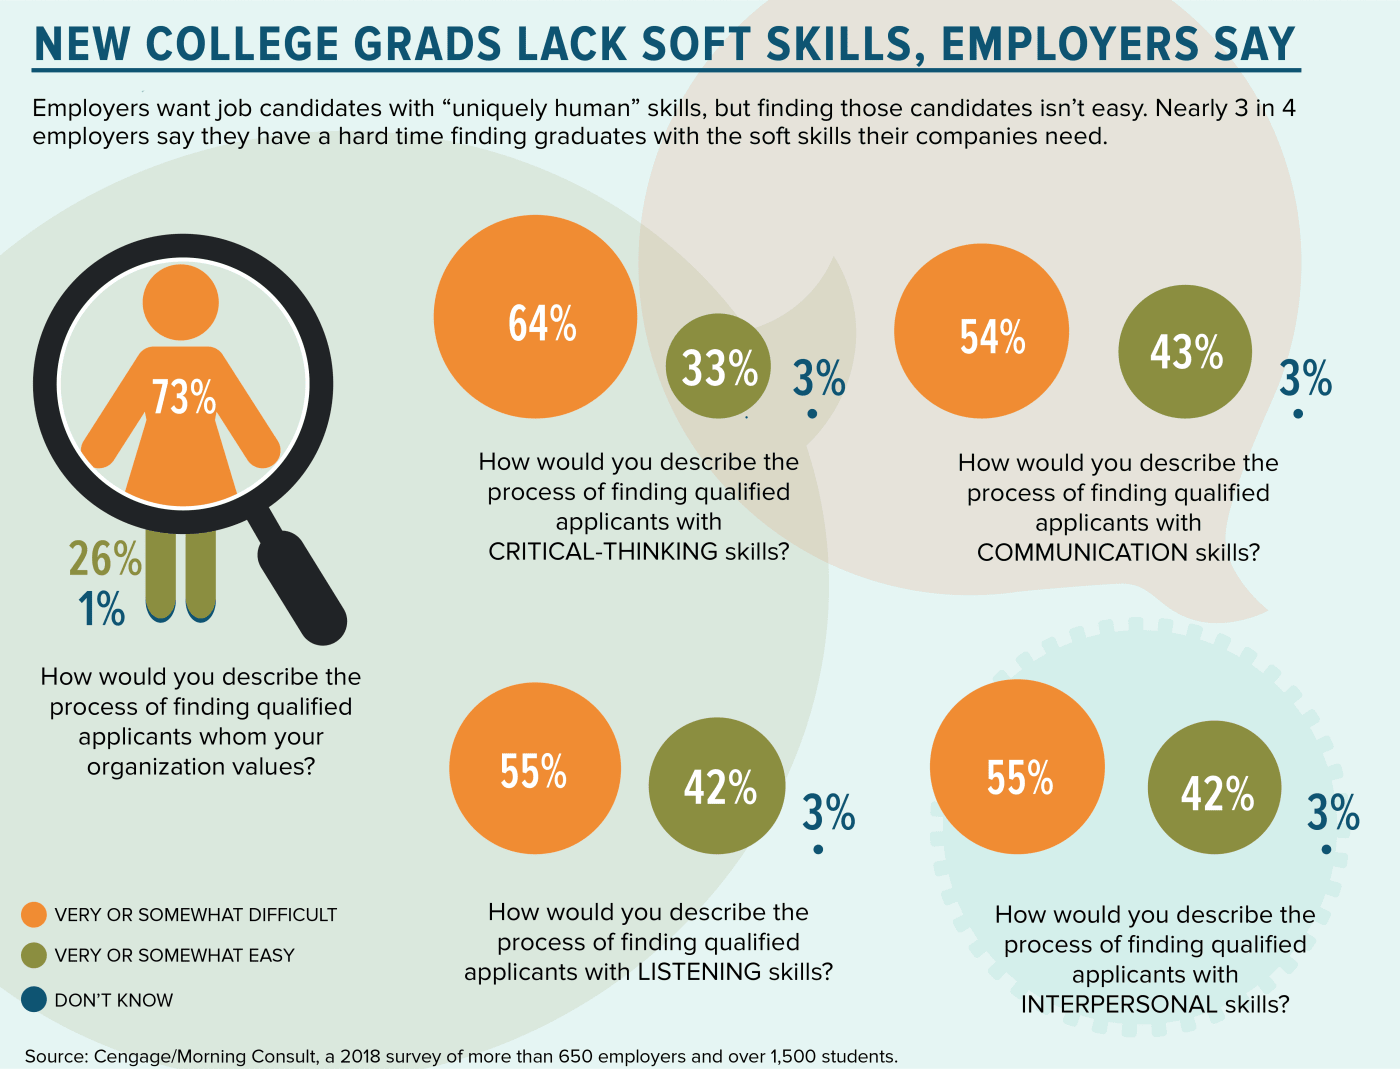 NEW COLLEGE GRADS LACK SOFT SKILLS, EMPLOYERS SAY
Employers want job candidates with “uniquely human” skills, but finding those candidates isn’t easy. Nearly 3 in 4
employers say they have a hard time finding graduates with the soft skills their companies need.
73%
26%
1%
How would you describe the
process of finding qualified
applicants whom your
organization values?
64%
33%
3%
How would you describe the
process of finding qualified
applicants with
CRITICAL-THINKING skills?
54%
43%
3%
How would you describe the
process of finding qualified
applicants with
COMMUNICATION skills?
55%
42%
3%
How would you describe the
process of finding qualified
applicants with LISTENING skills?
55%
42%
3%
How would you describe the
process of finding qualified
applicants with
INTERPERSONAL skills?
VERY OR SOMEWHAT DIFFICULT
VERY OR SOMEWHAT EASY
DON’T KNOW
Source: Cengage/Morning Consult, a 2018 survey of more than 650 employers and over 1,500 students.